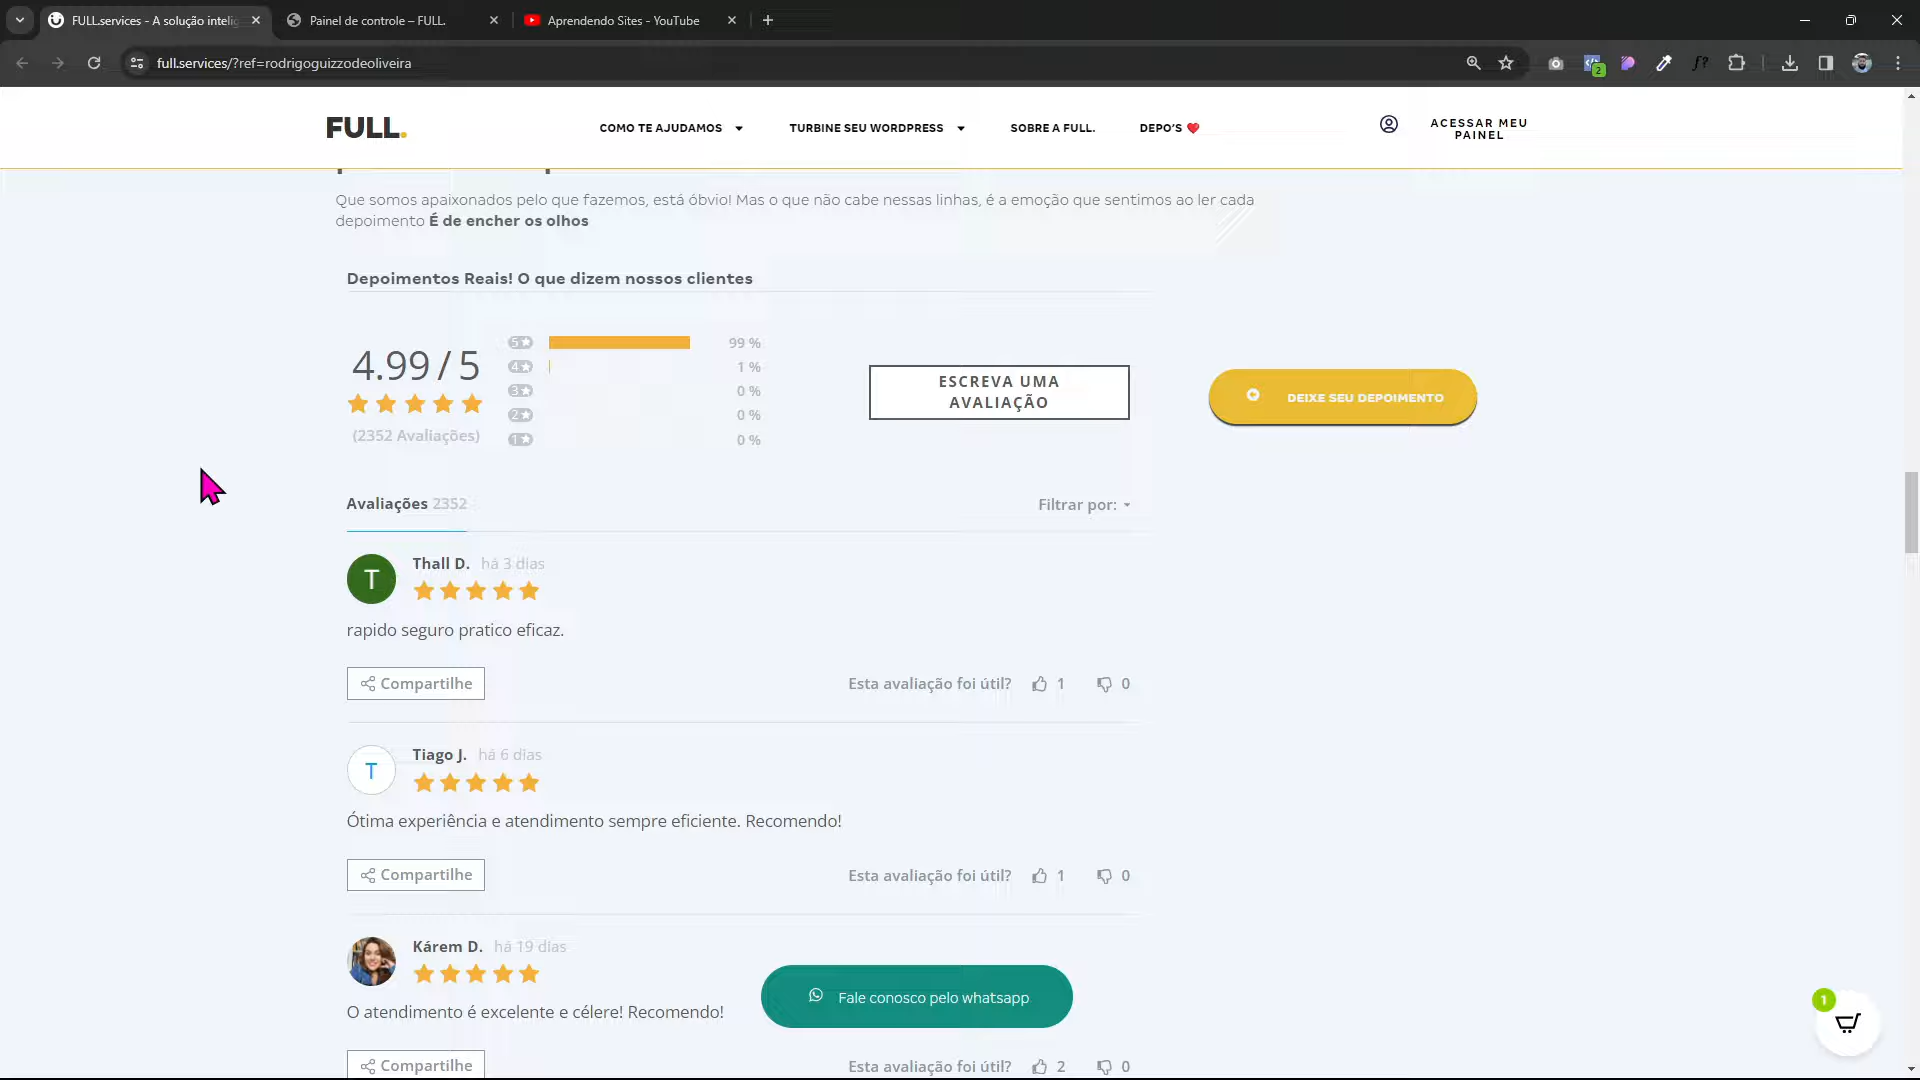 FULL.services - A solução intelig
Painel de controle – FULL.
Aprendendo Sites - YouTube
full.services/?ref=rodrigoguizzodeoliveira
2
f?
FULL.
COMO TE AJUDAMOS
TURBINE SEU WORDPRESS
SOBRE A FULL.
DEPO'S
ACESSAR MEU
PAINEL
Que somos apaixonados pelo que fazemos, está óbvio! Mas o que não cabe nessas linhas, é a emoção que sentimos ao ler cada
depoimento É de encher os olhos
Depoimentos Reais! O que dizem nossos clientes
4.99 / 5
(2352 Avaliações)
5 99 %
4 1 %
3 0 %
2 0 %
1 0 %
ESCREVA UMA
AVALIAÇÃO
DEIXE SEU DEPOIMENTO
Avaliações 2352
Filtrar por:
T
Thall D. há 3 dias
rapido seguro pratico eficaz.
Compartilhe
Esta avaliação foi útil? 1 0
T
Tiago J. há 6 dias
Ótima experiência e atendimento sempre eficiente. Recomendo!
Compartilhe
Esta avaliação foi útil? 1 0
Kárem D. há 19 dias
O atendimento é excelente e célere! Recomendo!
Fale conosco pelo whatsapp
1
Compartilhe
Esta avaliação foi útil? 2 0